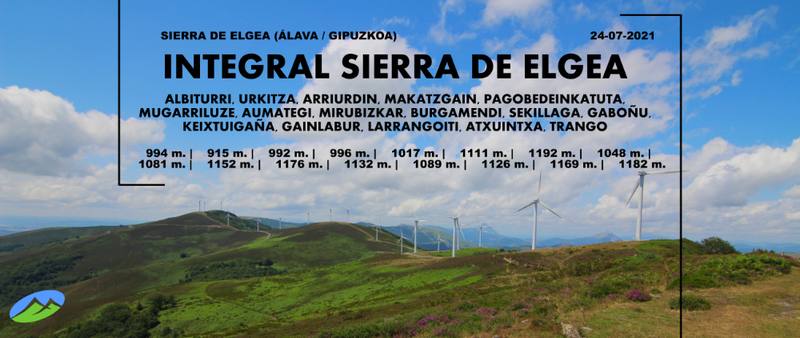 SIERRA DE ELGEA (ÁLAVA / GIPUZKOA)
24-07-2021
INTEGRAL SIERRA DE ELGEA
ALBITURRI, URKITZA, ARRIURDIN, MAKATZGAIN, PAGOBEDEINKATUTA,
MUGARRILUZE, AUMATEGI, MIRUBIZKAR, BURGAMENDI, SEKILLAGA, GABOÑU,
KEIXTUIGAÑA, GAINLABUR, LARRANGOITI, ATXUINTXA, TRANGO
994 m. | 915 m. | 992 m. | 996 m. | 1017 m. | 1111 m. | 1192 m. | 1048 m. |
1081 m. | 1152 m. | 1176 m. | 1132 m. | 1089 m. | 1126 m. | 1169 m. | 1182 m.